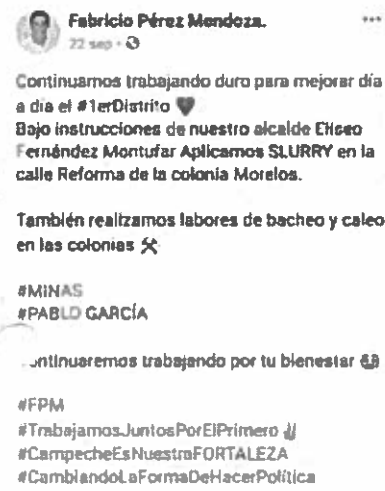 Fabricio Pérez Mendoza.
22 sep
Continuamos trabajando duro para mejorar día
a dia el #1erDistrito 🖤
Bajo instrucciones de nuestro alcalde Eliseo
Fernández Montufar Aplicamos SLURRY en la
calle Reforma de la colonia Morelos.
También realizamos labores de bacheo y caleo
en las colonias ⚒
#MINAS
#PABLO GARCÍA
ontinuaremos trabajando por tu bienestar
#FPM
#TrabajamosJuntosPorElPrimero ✌
#CampecheEsNuestraFORTALEZA
#CambiandoLaFormaDeHacerPolítica